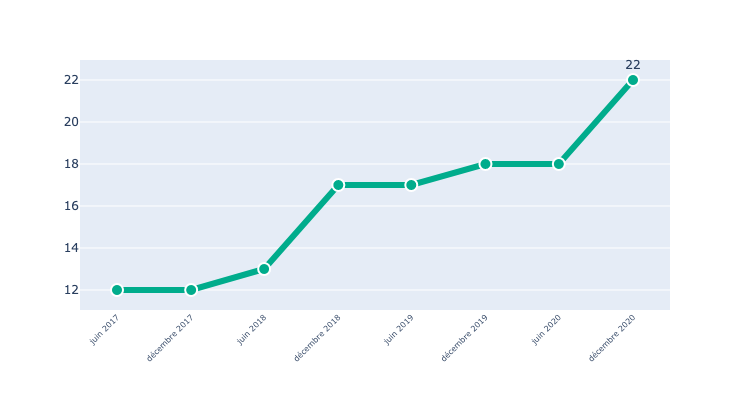 22
22
20
18
16
14
12
juin 2017
décembre 2017
juin 2018
décembre 2018
juin 2019
décembre 2019
juin 2020
décembre 2020